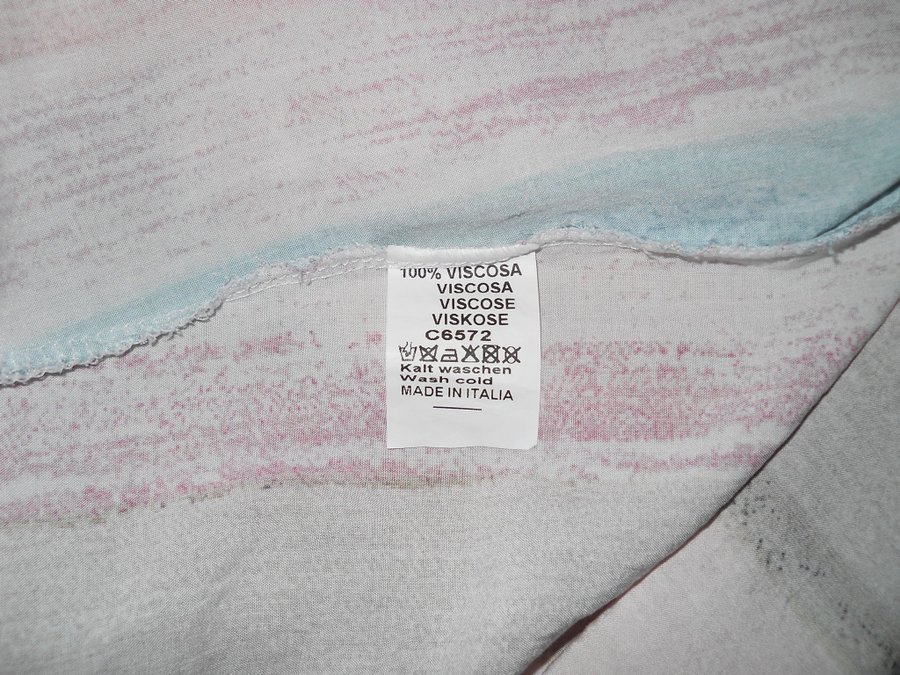 100% VISCOSA
VISCOSA
VISCOSE
VISKOSE
C6572
Kalt waschen
Wash cold
MADE IN ITALIA